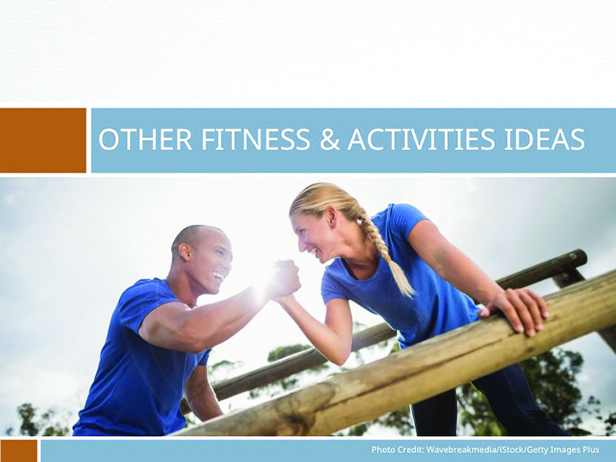 OTHER FITNESS & ACTIVITIES IDEAS
Photo Credit: Wavebreakmedia/iStock/Getty Images Plus